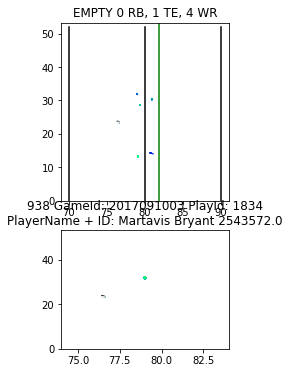 EMPTY 0 RB, 1 TE, 4 WR
50
40
30
20
10
0
70 75 80 85 90
938 GameId: 2017091003 PlayId: 1834
PlayerName + ID: Martavis Bryant 2543572.0
40
20
0
75.0 77.5 80.0 82.5